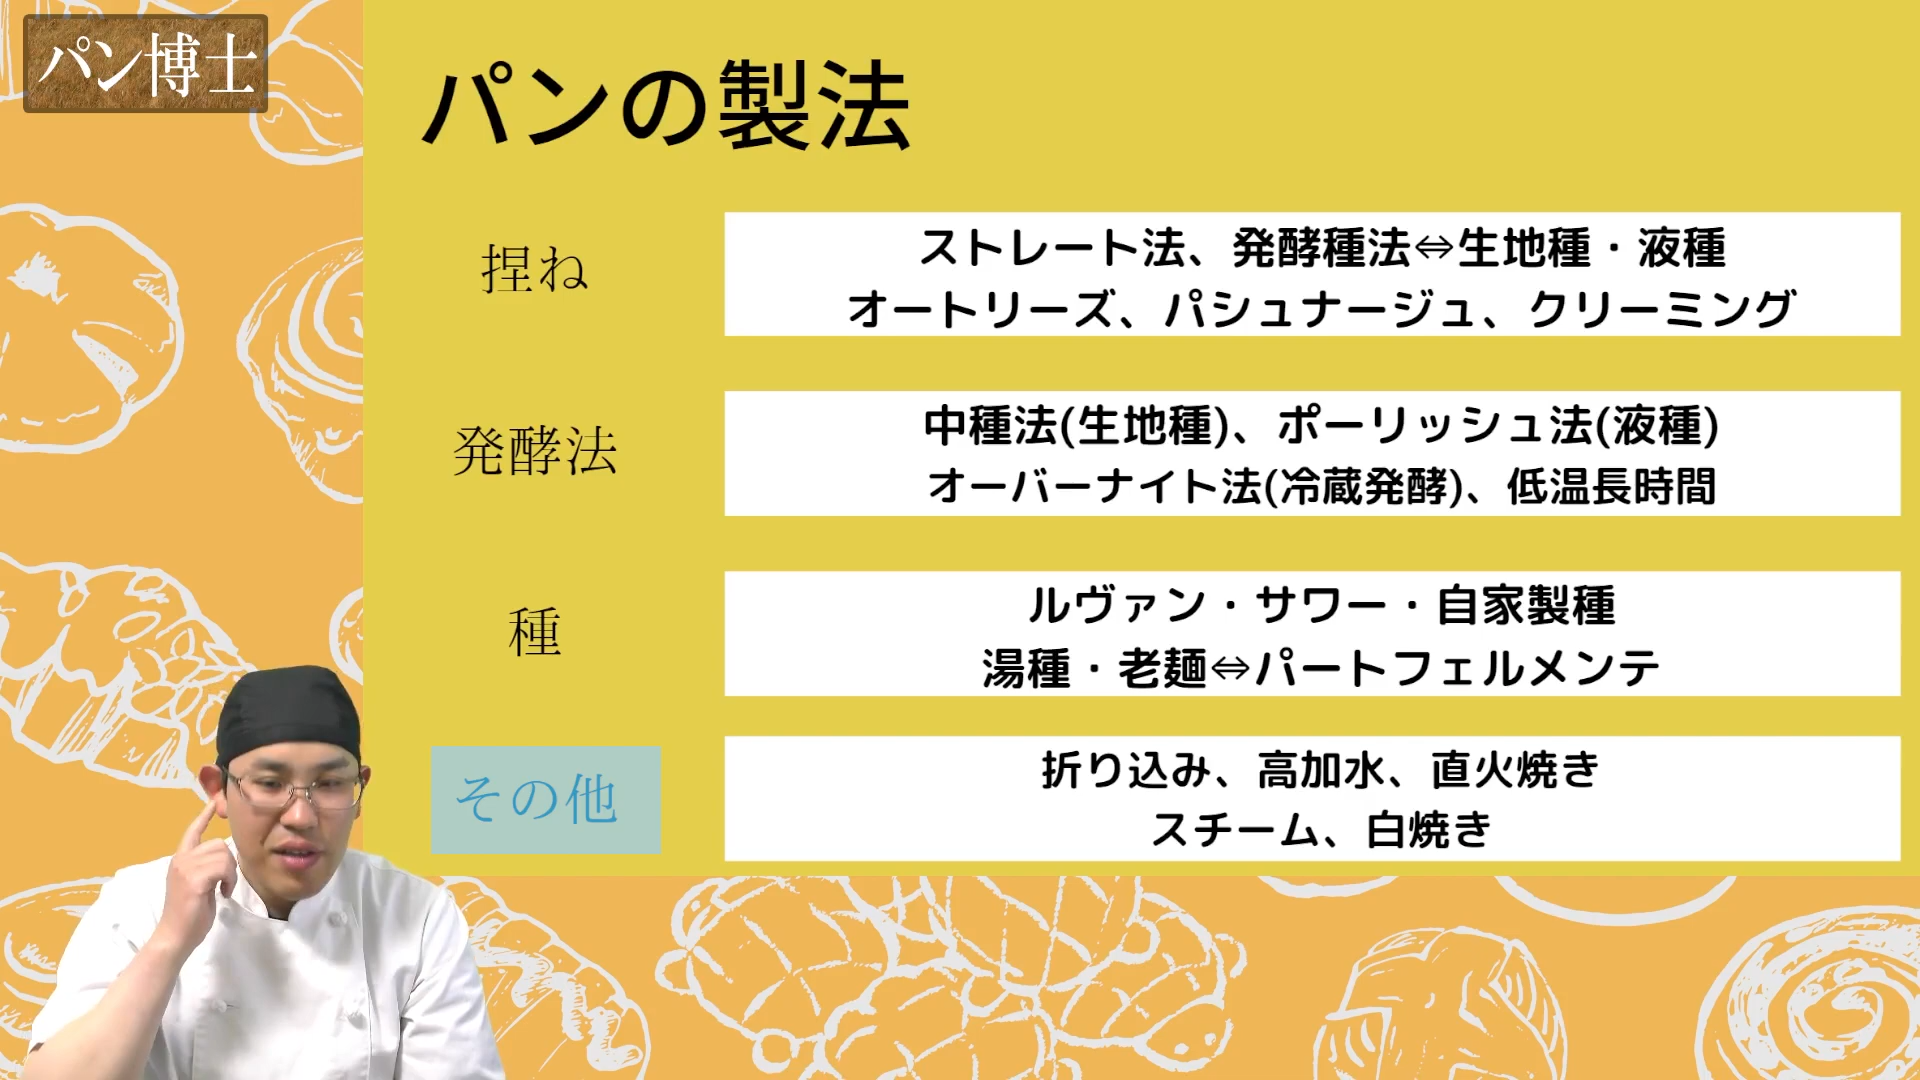 パン博士
パンの製法
捏ね
ストレート法、発酵種法⇔生地種・液種
オートリーズ、パシュナージュ、クリーミング
発酵法
中種法(生地種)、ポーリッシュ法(液種)
オーバーナイト法(冷蔵発酵)、低温長時間
種
ルヴァン・サワー・自家製種
湯種・老麺⇔パートフェルメンテ
その他
折り込み、高加水、直火焼き
スチーム、白焼き